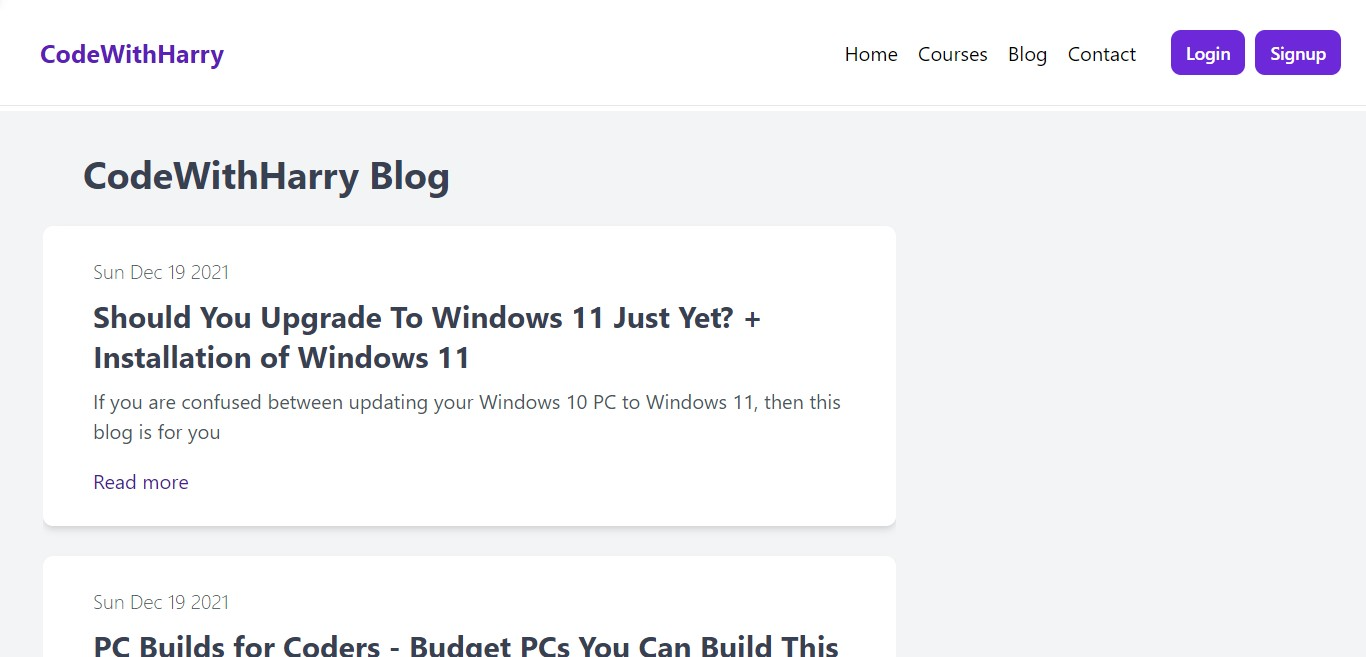 CodeWithHarry
Home Courses Blog Contact Login Signup
CodeWithHarry Blog
Sun Dec 19 2021
Should You Upgrade To Windows 11 Just Yet? +
Installation of Windows 11
If you are confused between updating your Windows 10 PC to Windows 11, then this
blog is for you
Read more
Sun Dec 19 2021
PC Builds for Coders - Budget PCs You Can Build This